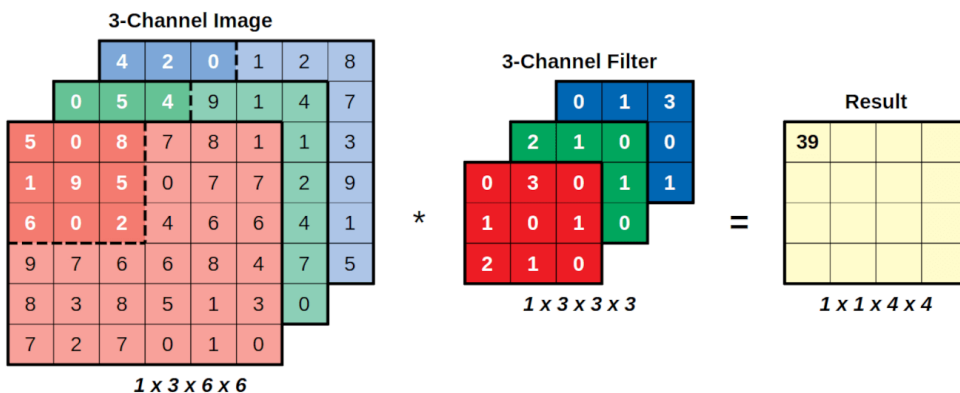 3-Channel Image
4 2 0 1 2 8
0 5 4 9 1 4 7
5 0 8 7 8 1 1 3
1 9 5 0 7 7 2 9
6 0 2 4 6 6 4 1
9 7 6 6 8 4 7 5
8 3 8 5 1 3 0
7 2 7 0 1 0
1 x 3 x 6 x 6
*
3-Channel Filter
0 1 3
2 1 0 0
0 3 0 1 1
1 0 1 0
2 1 0
1 x 3 x 3 x 3
=
Result
39
1 x 1 x 4 x 4